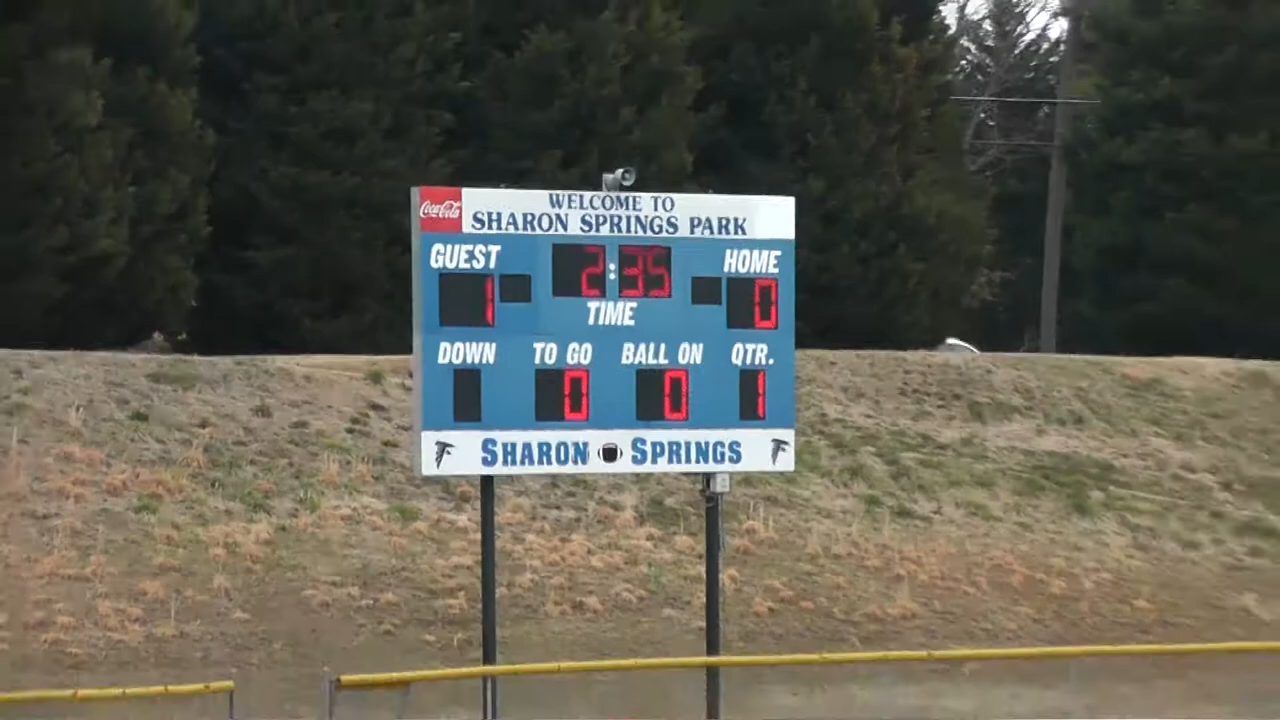 Coca-Cola
WELCOME TO
SHARON SPRINGS PARK
GUEST 2:35 HOME
1 TIME 0
DOWN TO GO BALL ON QTR.
0 0 1
SHARON SPRINGS